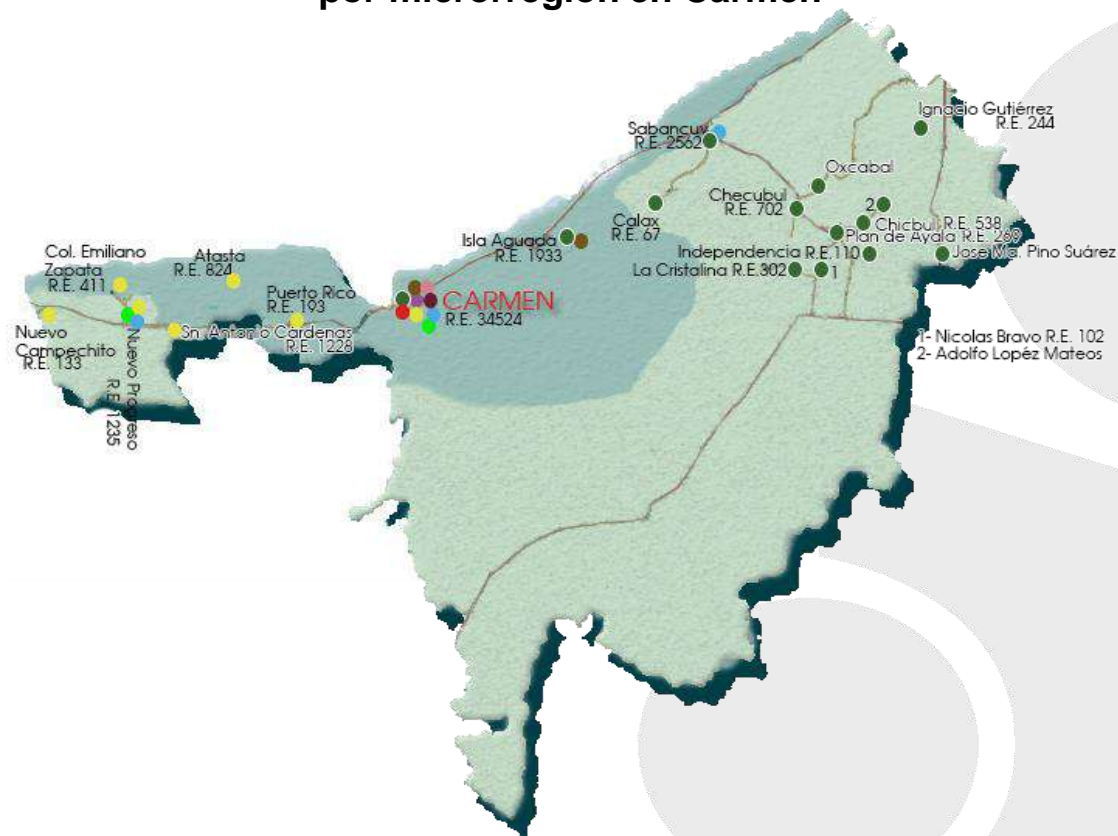 por microrregión en Carmen
Ignacio Gutiérrez
R.E. 244
Sabancuy
R.E. 2562
Oxcabal
Checubul
R.E. 702
2
Calax
R.E. 67
Chicbul R.E. 538
Plan de Ayala R.E. 269
Isla Aguada
R.E. 1933
Independencia R.E. 110
Jose Ma. Pino Suárez
La Cristalina R.E. 302
1
Col. Emiliano
Zapata
R.E. 411
Atasta
R.E. 824
Puerto Rico
R.E. 193
CARMEN
R.E. 34524
Nuevo
Campechito
R.E. 133
Sn. Antonio Cárdenas
R.E. 1228
Nuevo Progreso
R.E. 1235
1- Nicolas Bravo R.E. 102
2- Adolfo Lopéz Mateos